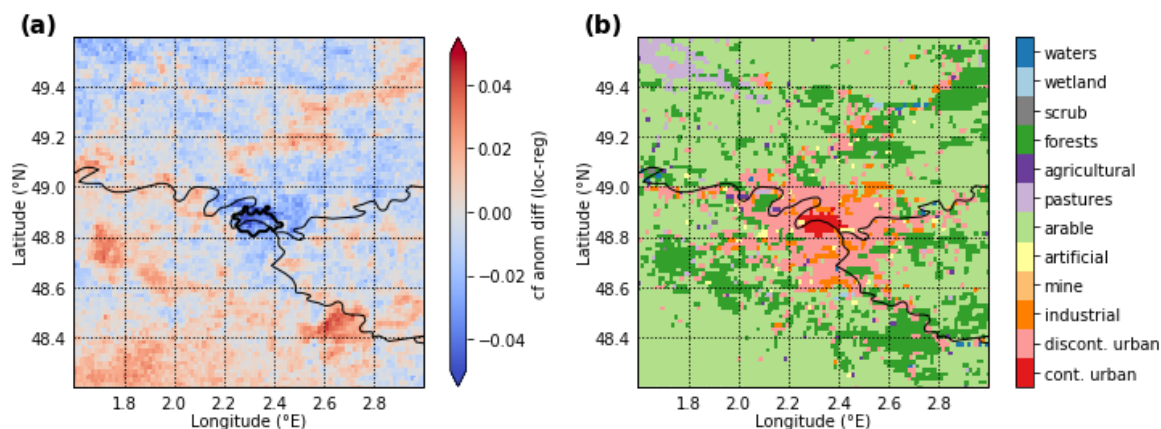 (a)
49.4
49.2
49.0
48.8
48.6
48.4
Latitude (°N)
1.8 2.0 2.2 2.4 2.6 2.8
Longitude (°E)
0.04
0.02
0.00
−0.02
−0.04
cf anom diff (loc-reg)
(b)
49.4
49.2
49.0
48.8
48.6
48.4
Latitude (°N)
1.8 2.0 2.2 2.4 2.6 2.8
Longitude (°E)
waters
wetland
scrub
forests
agricultural
pastures
arable
artificial
mine
industrial
discont. urban
cont. urban